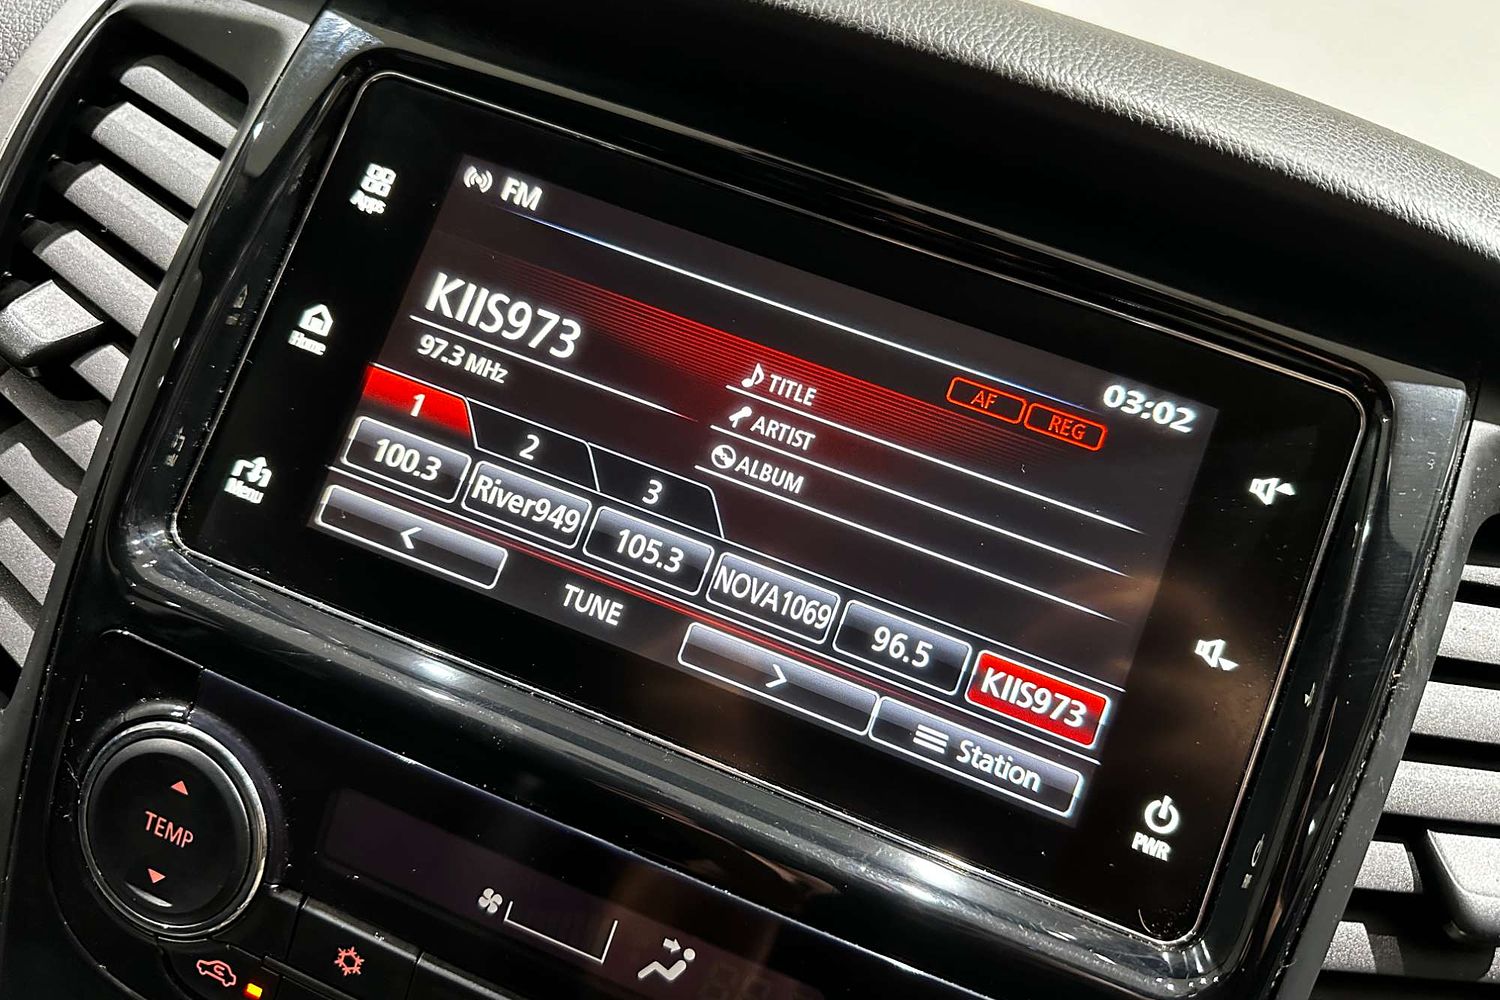 Apps
FM
KIIS973
97.3 MHz
TITLE
AF
REG
03:02
ARTIST
ALBUM
Home
1
2
3
100.3
River949
105.3
NOVA1069
96.5
KIIS973
Menu
<
TUNE
>
Station
PWR
TEMP